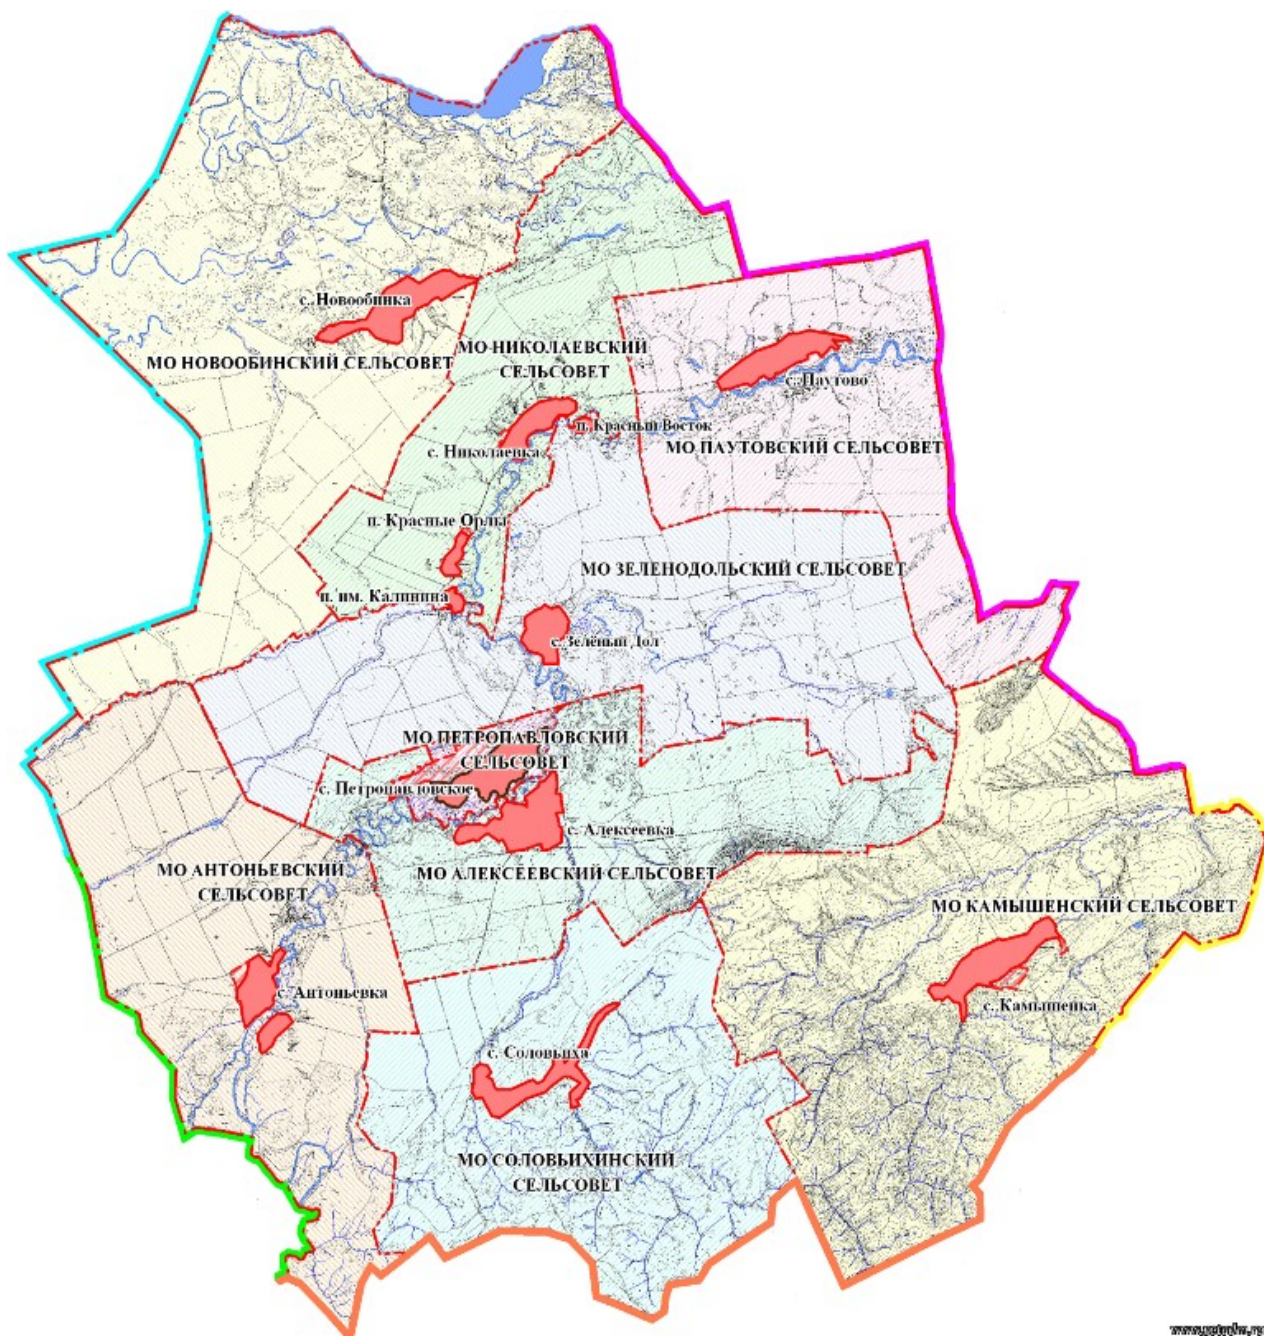 с. Новообинка
МО НОВООБИНСКИЙ СЕЛЬСОВЕТ
МО НИКОЛАЕВСКИЙ
СЕЛЬСОВЕТ
с. Паутово
п. Красный Восток
МО ПАУТОВСКИЙ СЕЛЬСОВЕТ
с. Николаевка
п. Красные Орлы
МО ЗЕЛЕНОДОЛЬСКИЙ СЕЛЬСОВЕТ
п. им. Калинина
с. Зелёный Дол
МО ПЕТРОПАВЛОВСКИЙ
СЕЛЬСОВЕТ
с. Петропавловское
с. Алексеевка
МО АНТОНЬЕВСКИЙ
СЕЛЬСОВЕТ
МО АЛЕКСЕЕВСКИЙ СЕЛЬСОВЕТ
МО КАМЫШЕНСКИЙ СЕЛЬСОВЕТ
с. Антоньевка
с. Камышенка
с. Соловьиха
МО СОЛОВЬИХИНСКИЙ
СЕЛЬСОВЕТ